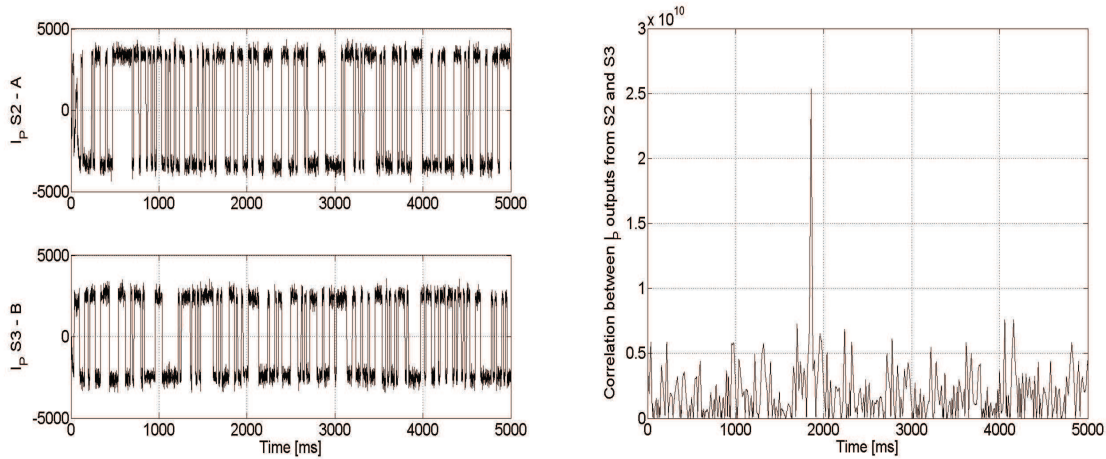 5000
0
-5000
I_P S2 - A
0 1000 2000 3000 4000 5000
5000
0
-5000
I_P S3 - B
0 1000 2000 3000 4000 5000
Time [ms]
3 x 10^10
2.5
2
1.5
1
0.5
0
Correlation between I_P outputs from S2 and S3
0 1000 2000 3000 4000 5000
Time [ms]